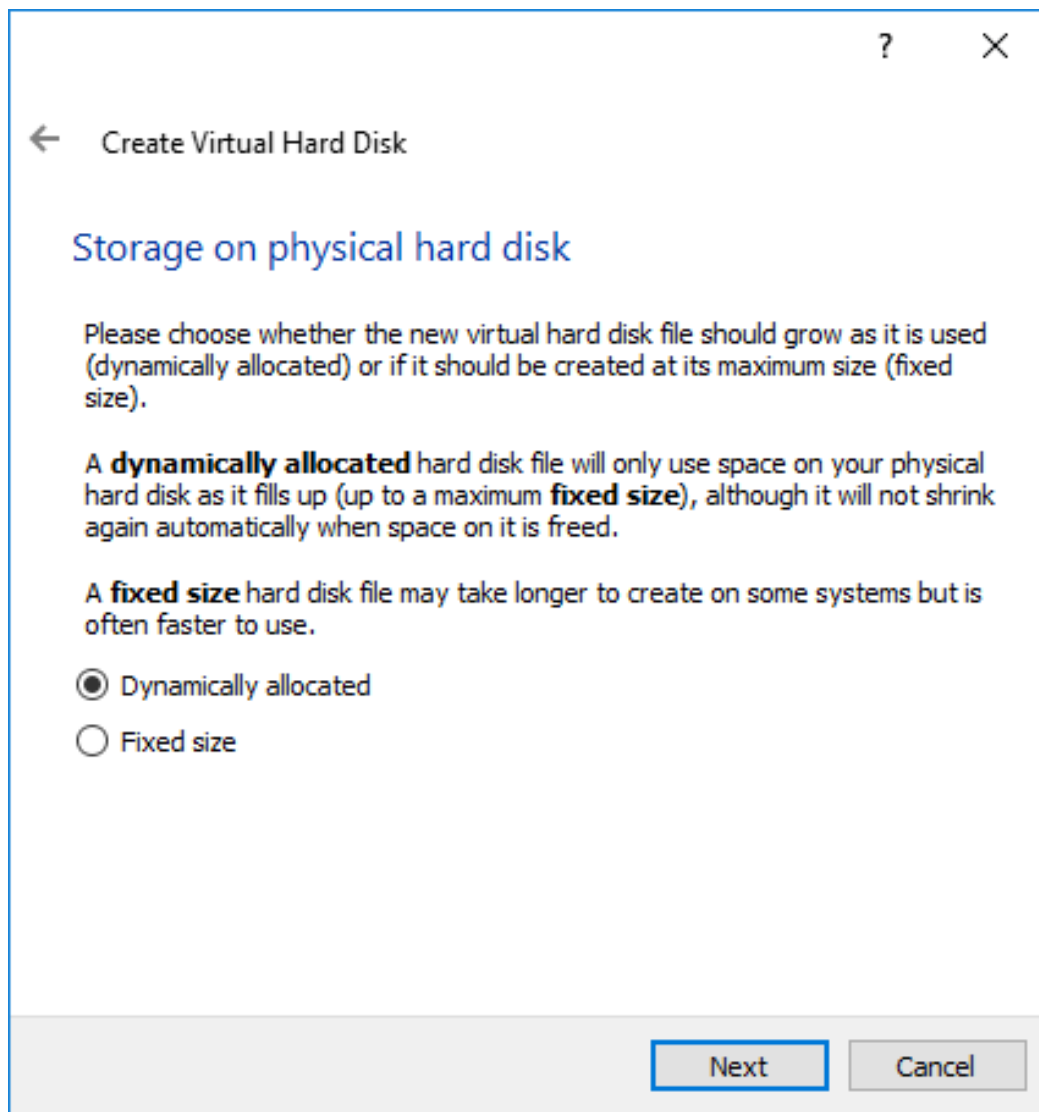 ?
Create Virtual Hard Disk
Storage on physical hard disk
Please choose whether the new virtual hard disk file should grow as it is used
(dynamically allocated) or if it should be created at its maximum size (fixed
size).
A dynamically allocated hard disk file will only use space on your physical
hard disk as it fills up (up to a maximum fixed size), although it will not shrink
again automatically when space on it is freed.
A fixed size hard disk file may take longer to create on some systems but is
often faster to use.
Dynamically allocated
Fixed size
Next Cancel